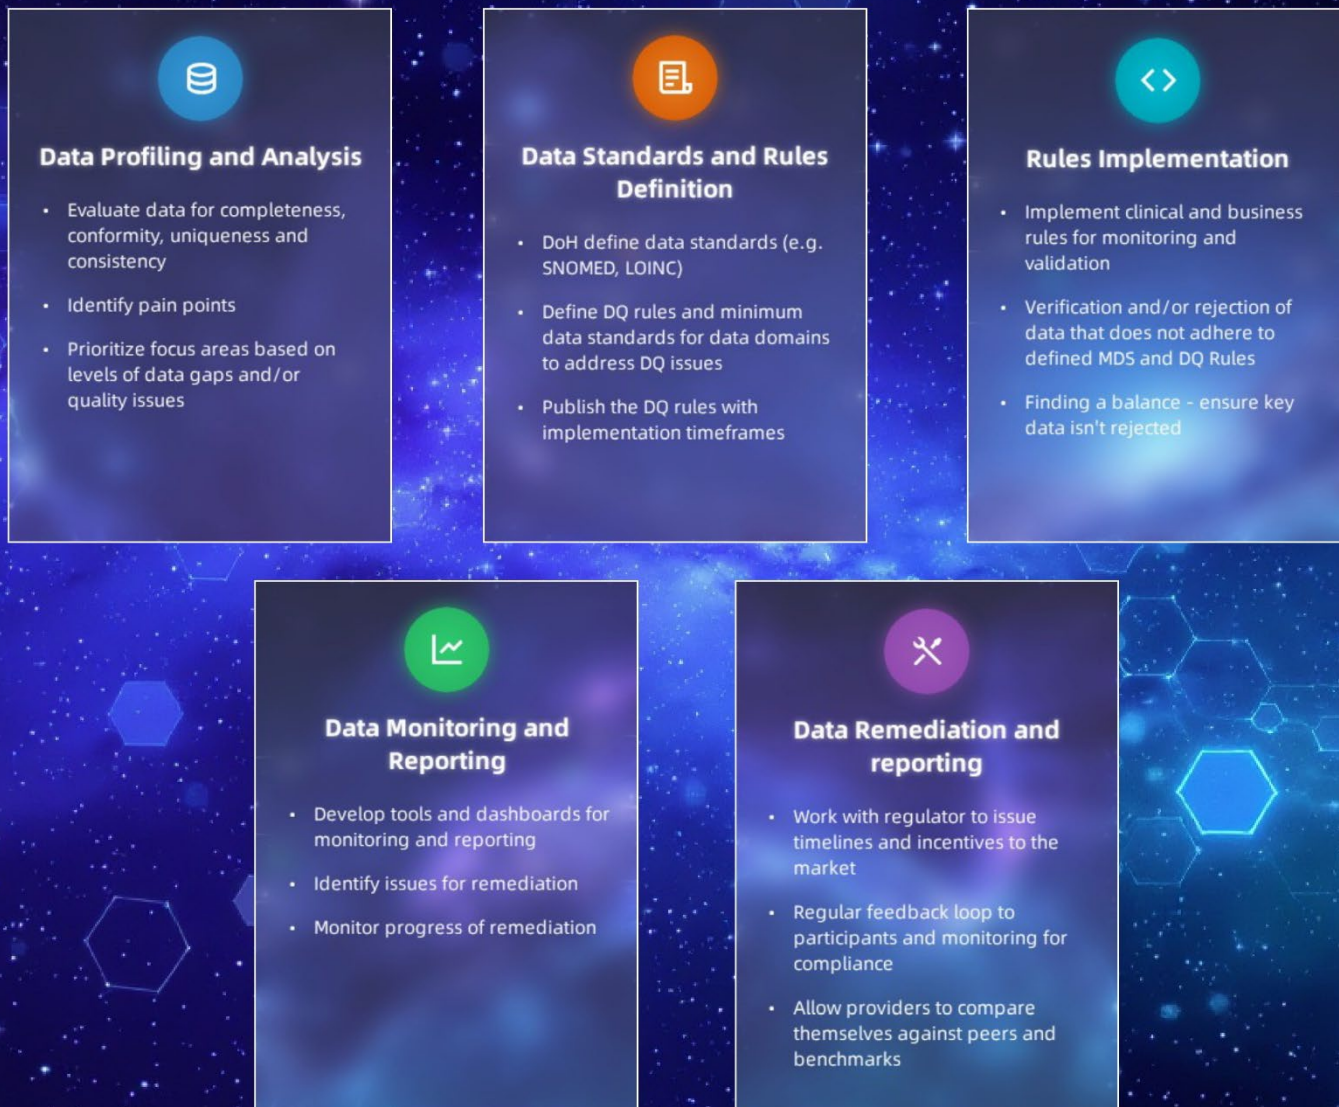 Data Profiling and Analysis
• Evaluate data for completeness,
conformity, uniqueness and
consistency
• Identify pain points
• Prioritize focus areas based on
levels of data gaps and/or
quality issues
Data Standards and Rules
Definition
• DoH define data standards (e.g.
SNOMED, LOINC)
• Define DQ rules and minimum
data standards for data domains
to address DQ issues
• Publish the DQ rules with
implementation timeframes
Rules Implementation
• Implement clinical and business
rules for monitoring and
validation
• Verification and/or rejection of
data that does not adhere to
defined MDS and DQ Rules
• Finding a balance - ensure key
data isn't rejected
Data Monitoring and
Reporting
• Develop tools and dashboards for
monitoring and reporting
• Identify issues for remediation
• Monitor progress of remediation
Data Remediation and
reporting
• Work with regulator to issue
timelines and incentives to the
market
• Regular feedback loop to
participants and monitoring for
compliance
• Allow providers to compare
themselves against peers and
benchmarks